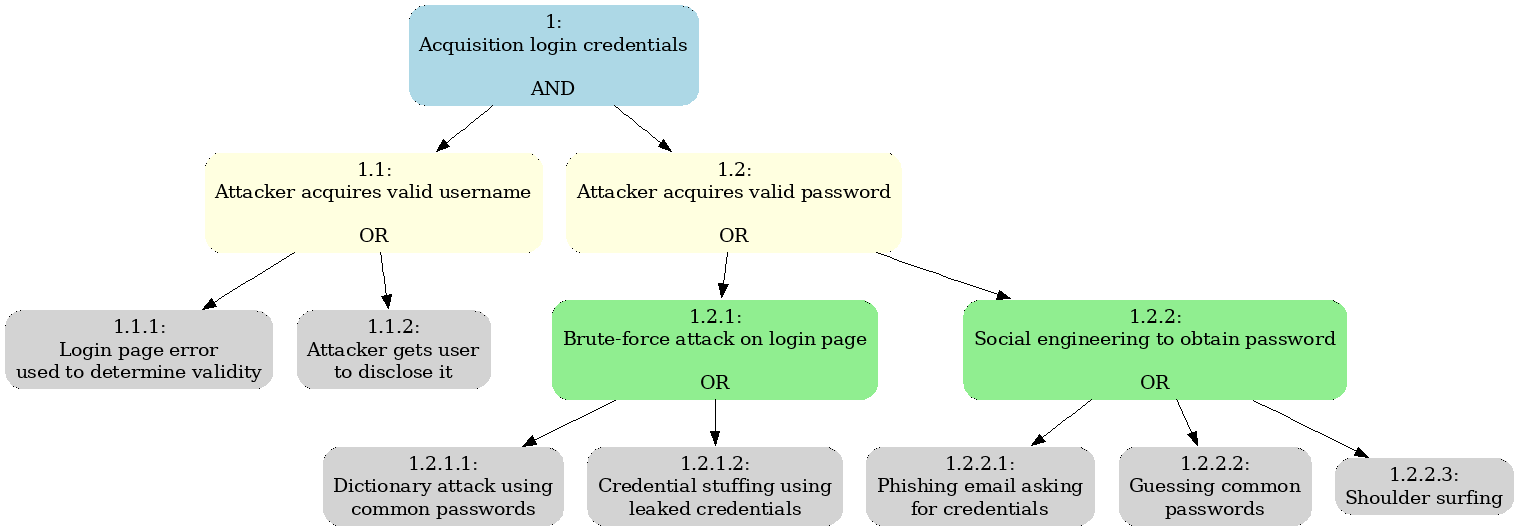 1:
Acquisition login credentials
AND
1.1:
Attacker acquires valid username
OR
1.2:
Attacker acquires valid password
OR
1.1.1:
Login page error
used to determine validity
1.1.2:
Attacker gets user
to disclose it
1.2.1:
Brute-force attack on login page
OR
1.2.2:
Social engineering to obtain password
OR
1.2.1.1:
Dictionary attack using
common passwords
1.2.1.2:
Credential stuffing using
leaked credentials
1.2.2.1:
Phishing email asking
for credentials
1.2.2.2:
Guessing common
passwords
1.2.2.3:
Shoulder surfing